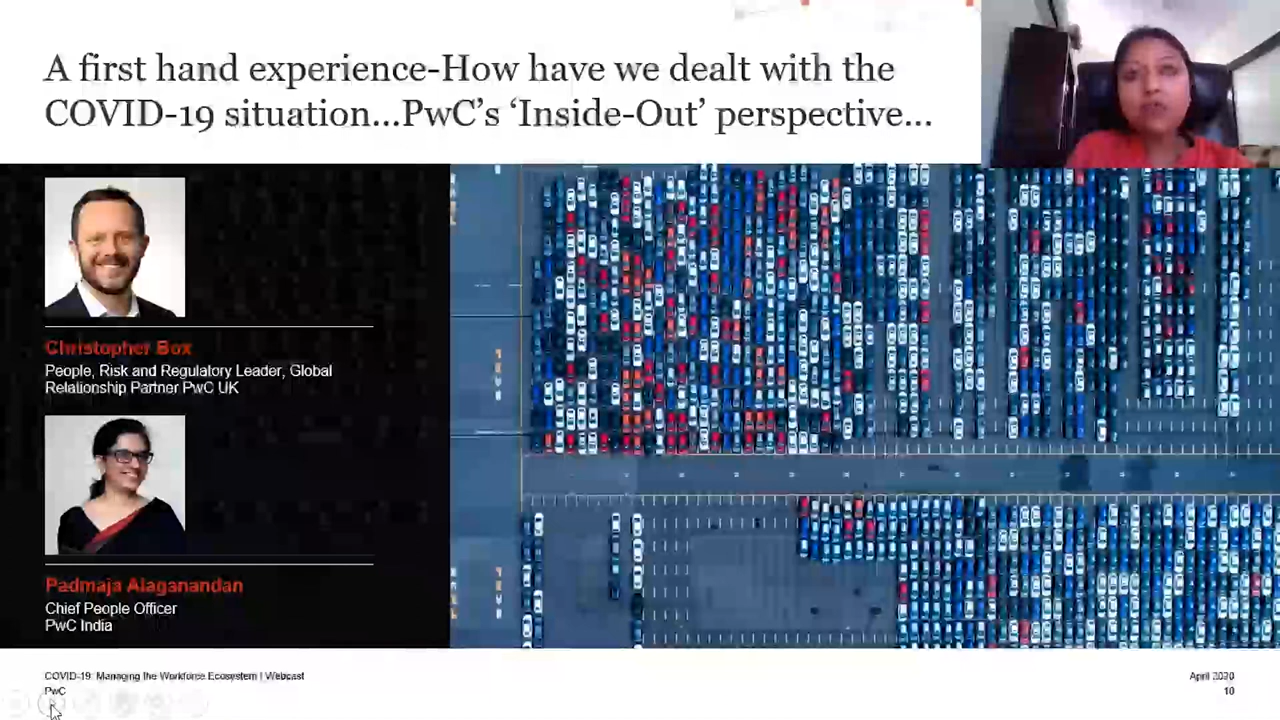 A first hand experience-How have we dealt with the
COVID-19 situation...PwC's 'Inside-Out' perspective...
Christopher Box
People, Risk and Regulatory Leader, Global
Relationship Partner PwC UK
Padmaja Alaganandan
Chief People Officer
PwC India
COVID-19: Managing the Workforce Ecosystem | Webcast
PwC
April 2020
10